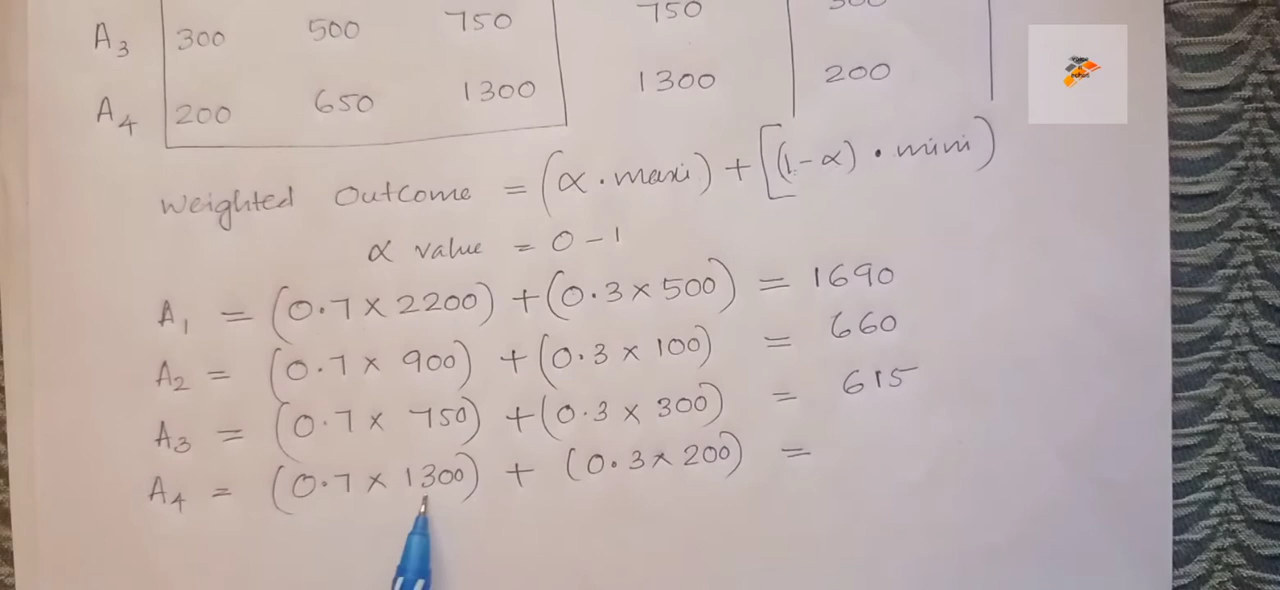 A3 300 500 750 750
A4 200 650 1300 1300 200
Weighted Outcome = (α . maxi) + [(1-α) . mini)
α value = 0-1
A1 = (0.7 × 2200) + (0.3 × 500) = 1690
A2 = (0.7 × 900) + (0.3 × 100) = 660
A3 = (0.7 × 750) + (0.3 × 300) = 615
A4 = (0.7 × 1300) + (0.3 × 200) =